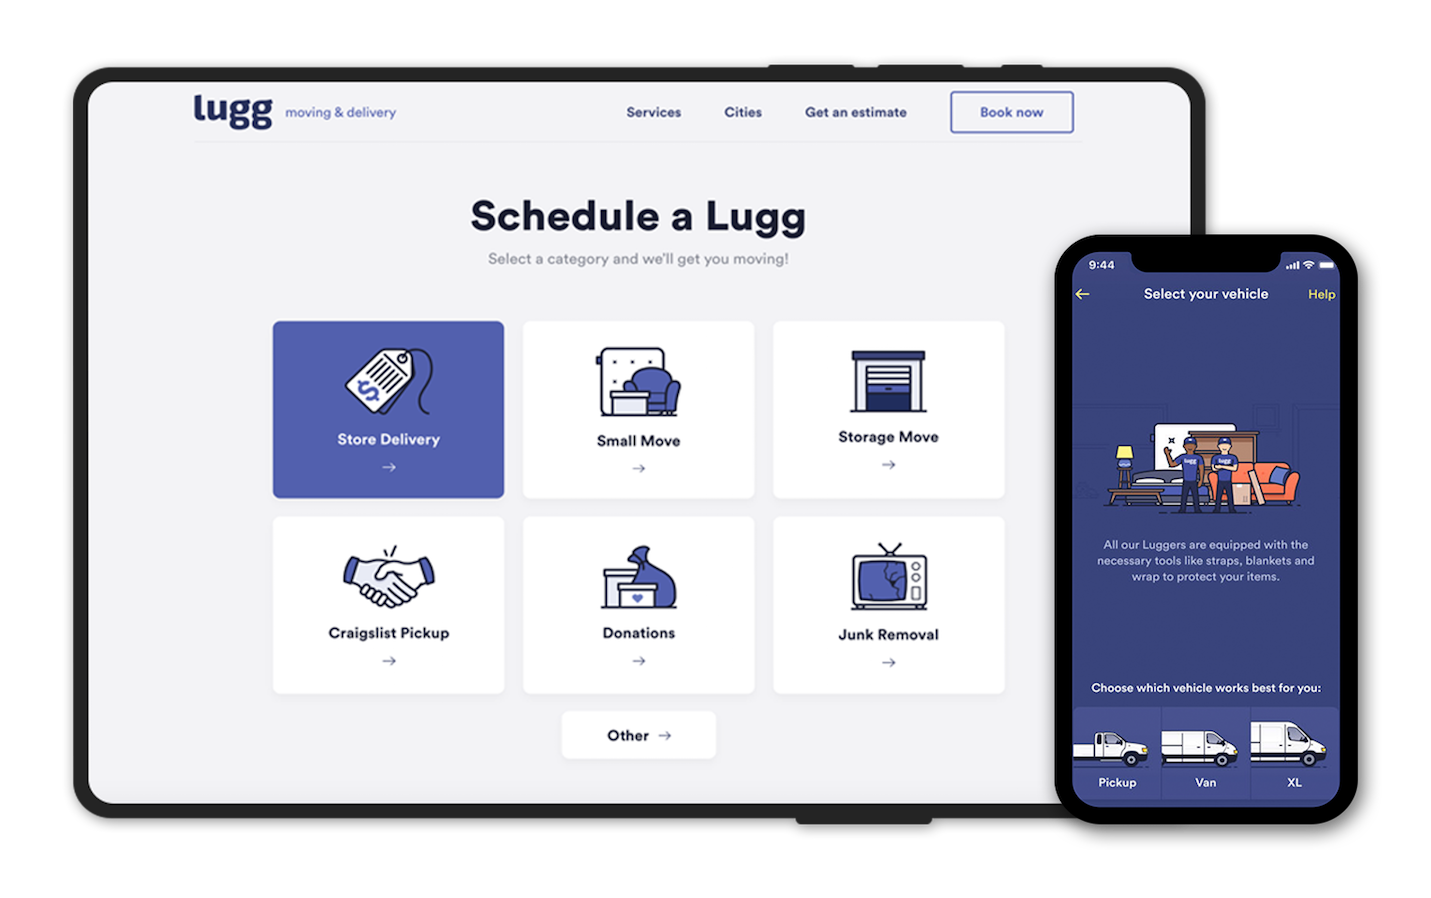 lugg moving & delivery Services Cities Get an estimate Book now
Schedule a Lugg
Select a category and we'll get you moving!
$
Store Delivery
Small Move
Storage Move
Craigslist Pickup
Donations
Junk Removal
Other
9:44
Select your vehicle Help
lugg lugg
All our Luggers are equipped with the
necessary tools like straps, blankets and
wrap to protect your items.
Choose which vehicle works best for you:
Pickup Van XL